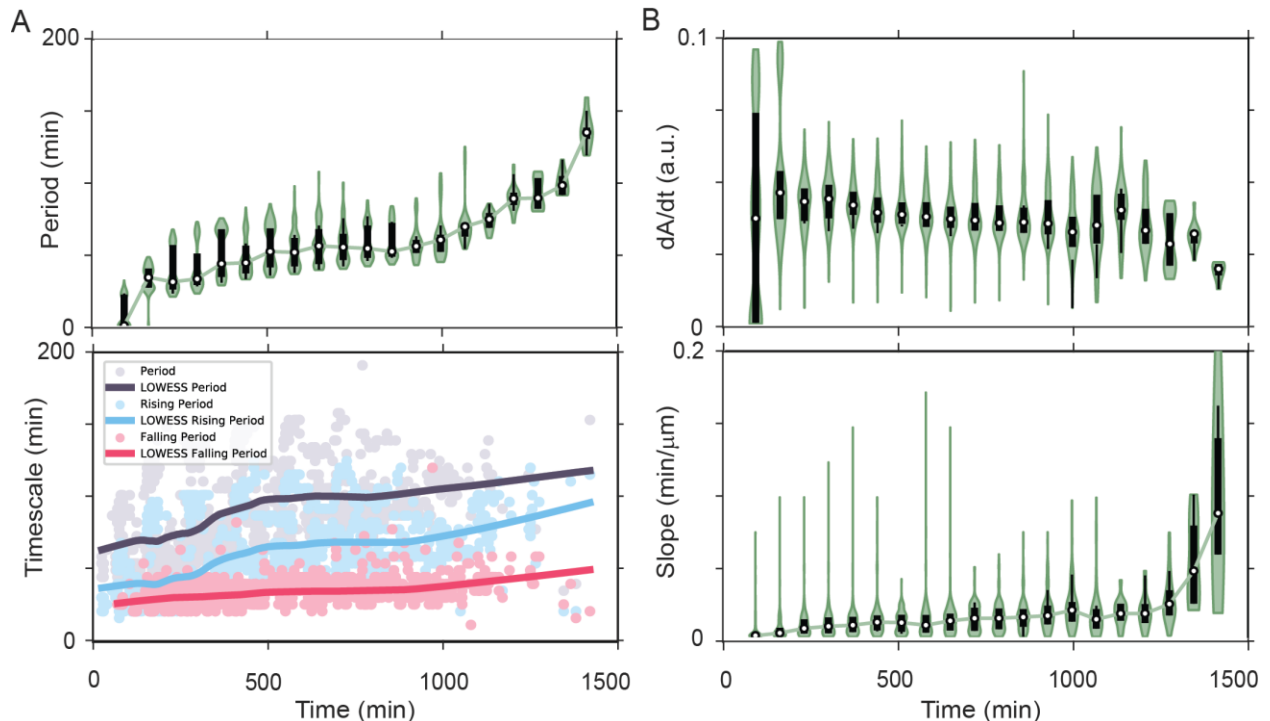 A
200
Period (min)
0
200
Timescale (min)
Period
LOWESS Period
Rising Period
LOWESS Rising Period
Falling Period
LOWESS Falling Period
0
0
500
1000
1500
Time (min)
B
0.1
dA/dt (a.u.)
0
0.2
Slope (min/μm)
0
0
500
1000
1500
Time (min)